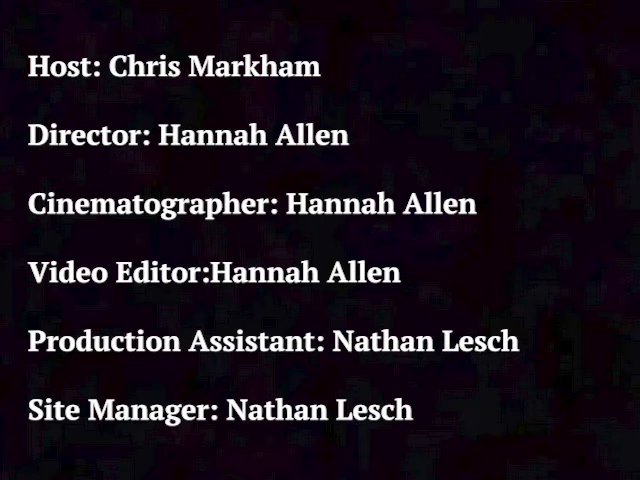 Host: Chris Markham
Director: Hannah Allen
Cinematographer: Hannah Allen
Video Editor:Hannah Allen
Production Assistant: Nathan Lesch
Site Manager: Nathan Lesch